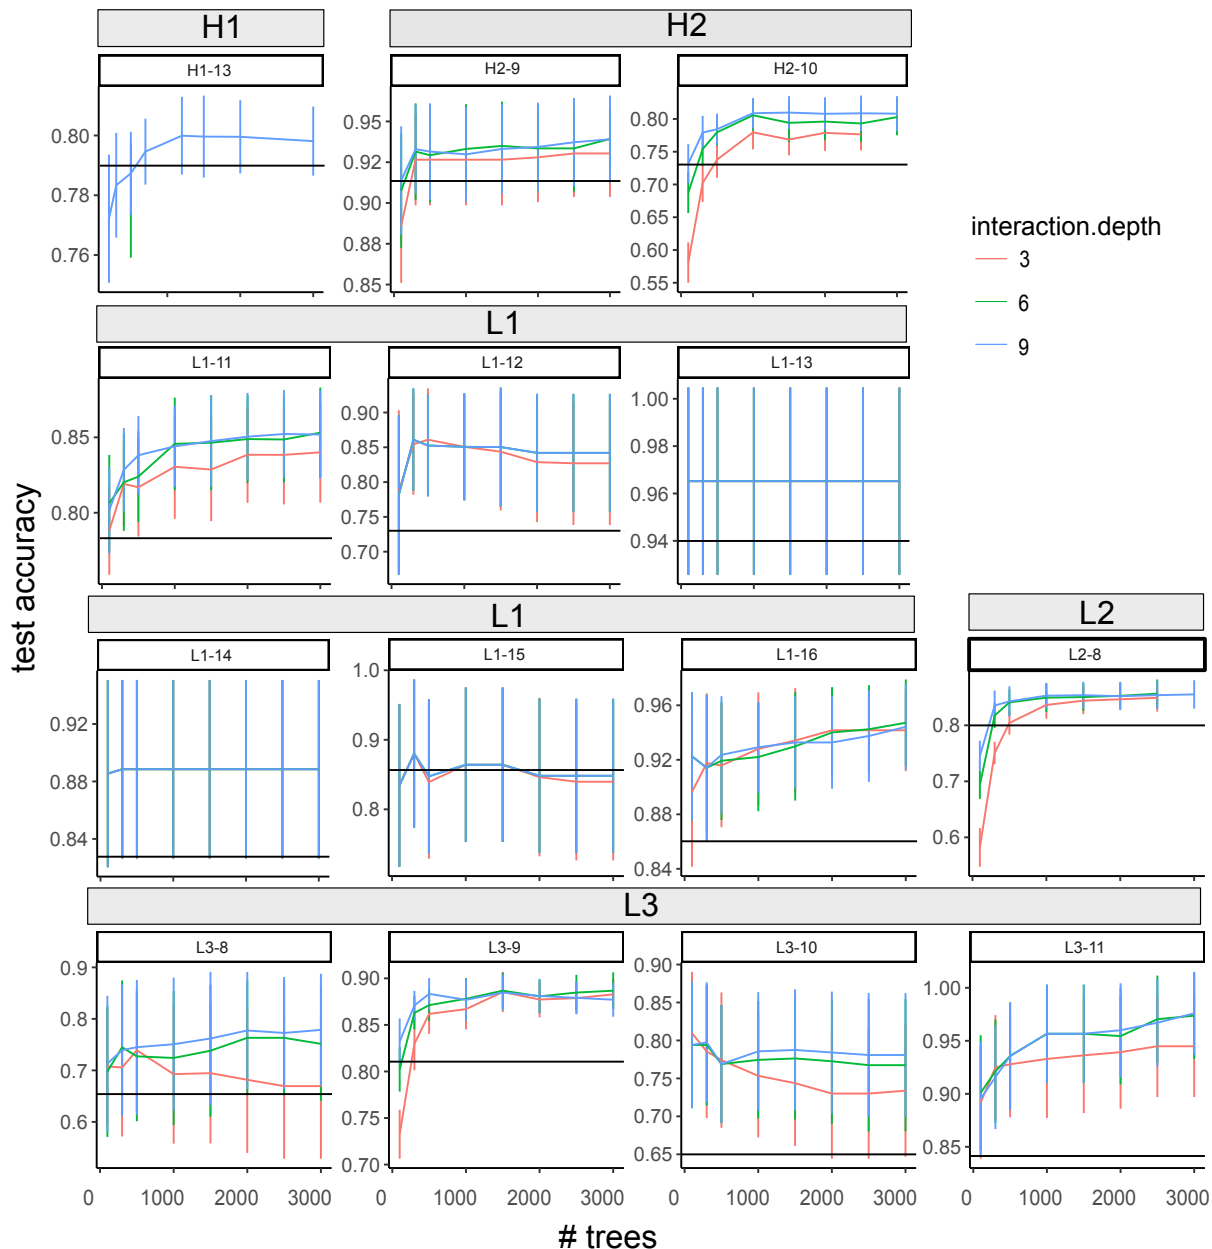 H1 H2
H1-13 H2-9 H2-10
0.80 0.78 0.76
0.95 0.92 0.90 0.88 0.85
0.80 0.75 0.70 0.65 0.60 0.55
interaction.depth
3
6
9
L1
L1-11 L1-12 L1-13
0.85 0.80
0.90 0.85 0.80 0.75 0.70
1.00 0.98 0.96 0.94
test accuracy
L1 L2
L1-14 L1-15 L1-16 L2-8
0.92 0.88 0.84
1.0 0.9 0.8
0.96 0.92 0.88 0.84
0.8 0.7 0.6
L3
L3-8 L3-9 L3-10 L3-11
0.9 0.8 0.7 0.6
0.90 0.85 0.80 0.75 0.70
0.90 0.85 0.80 0.75 0.70 0.65
1.00 0.95 0.90 0.85
0 1000 2000 3000 0 1000 2000 3000 0 1000 2000 3000 0 1000 2000 3000
# trees